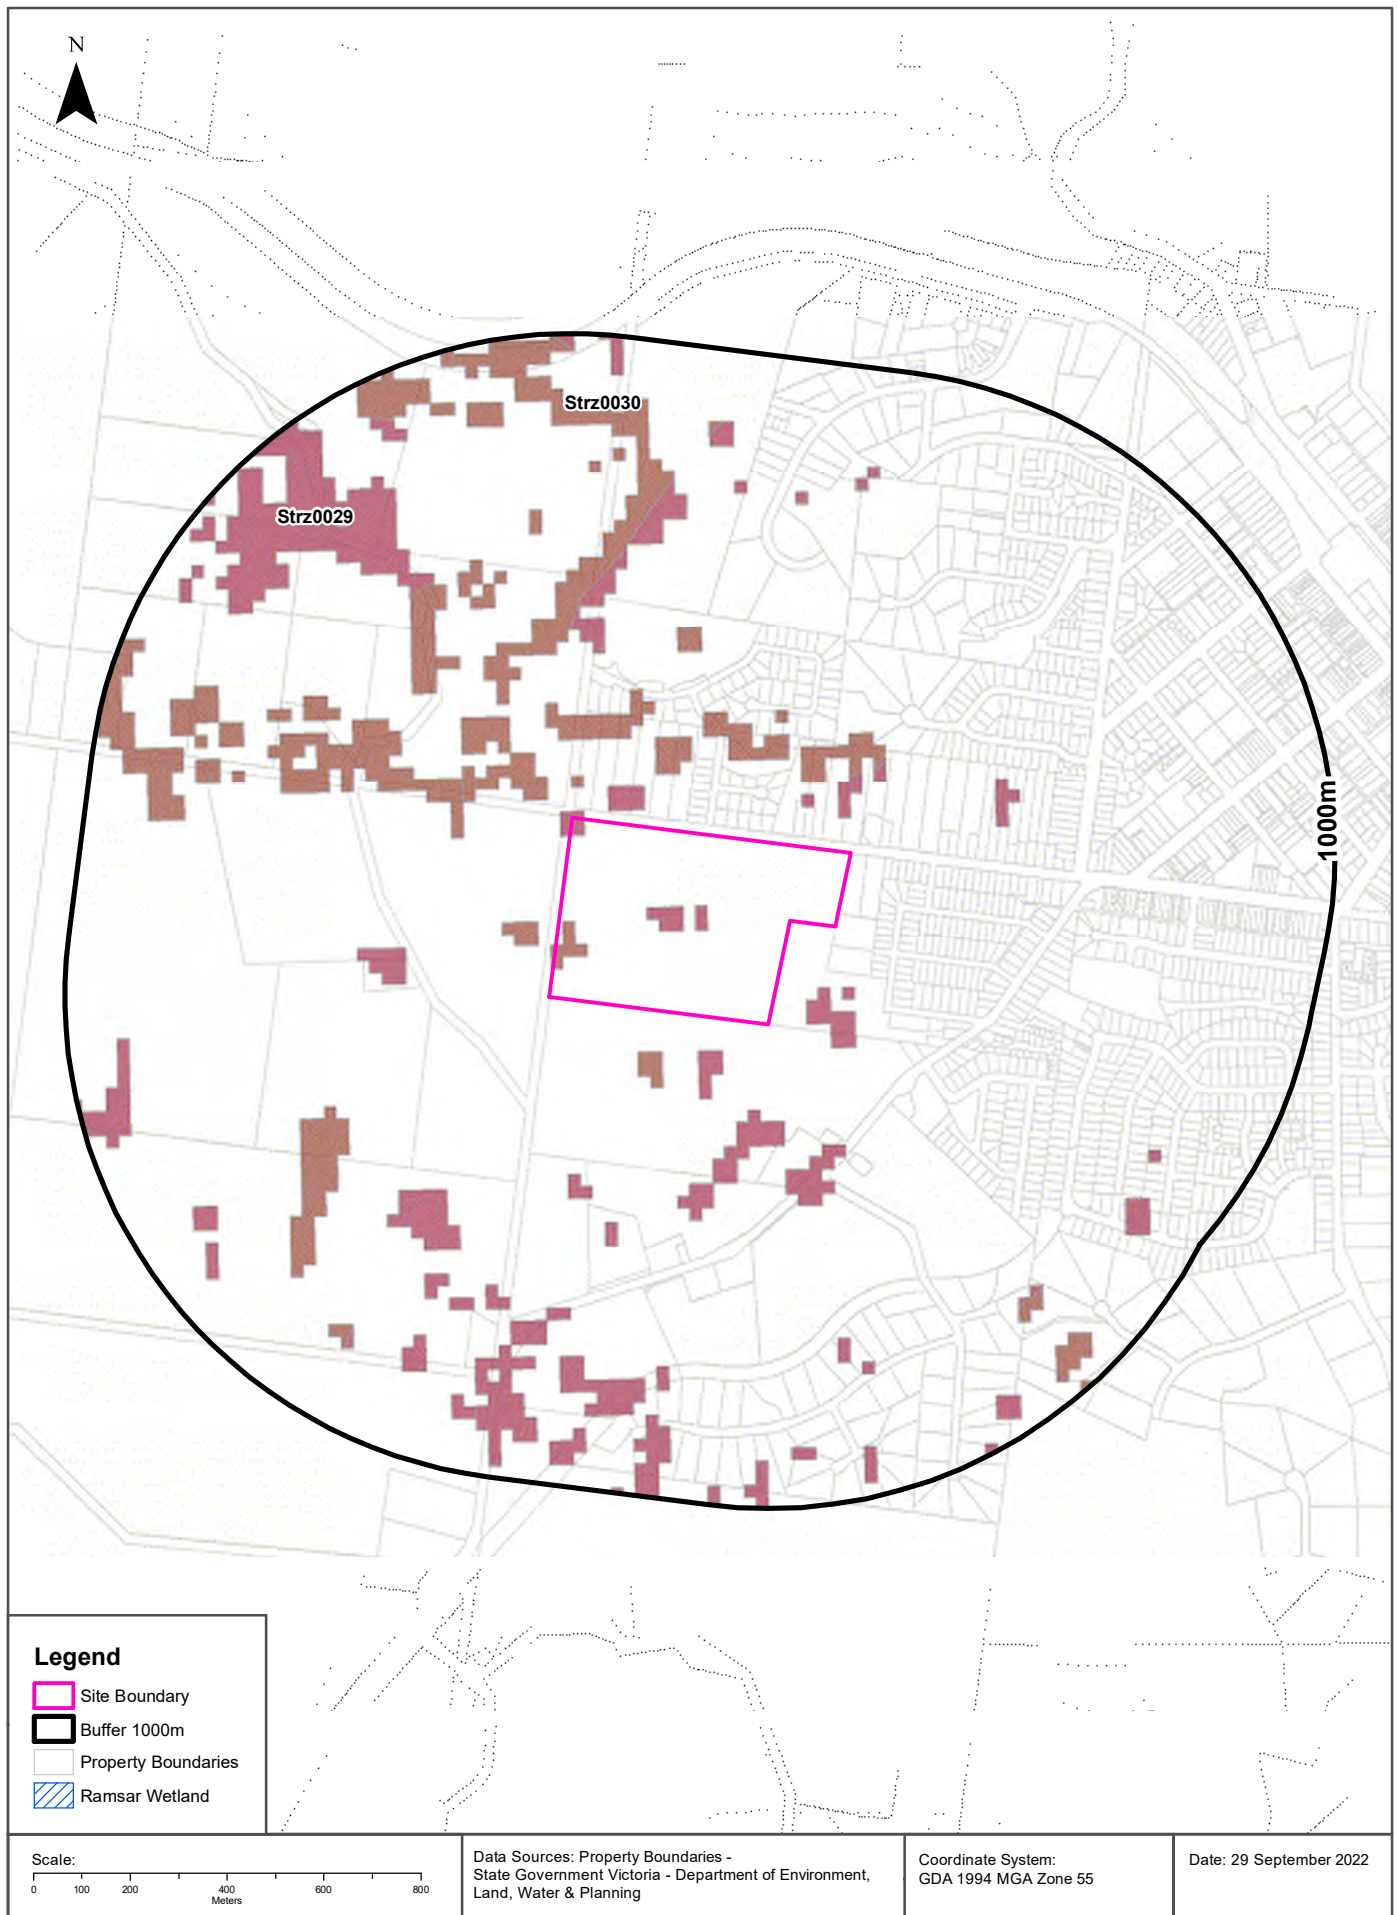 N
Strz0030
Strz0029
1000m
Legend
Site Boundary
Buffer 1000m
Property Boundaries
Ramsar Wetland
Scale:
0 100 200 400 600 800
Meters
Data Sources: Property Boundaries -
State Government Victoria - Department of Environment,
Land, Water & Planning
Coordinate System:
GDA 1994 MGA Zone 55
Date: 29 September 2022